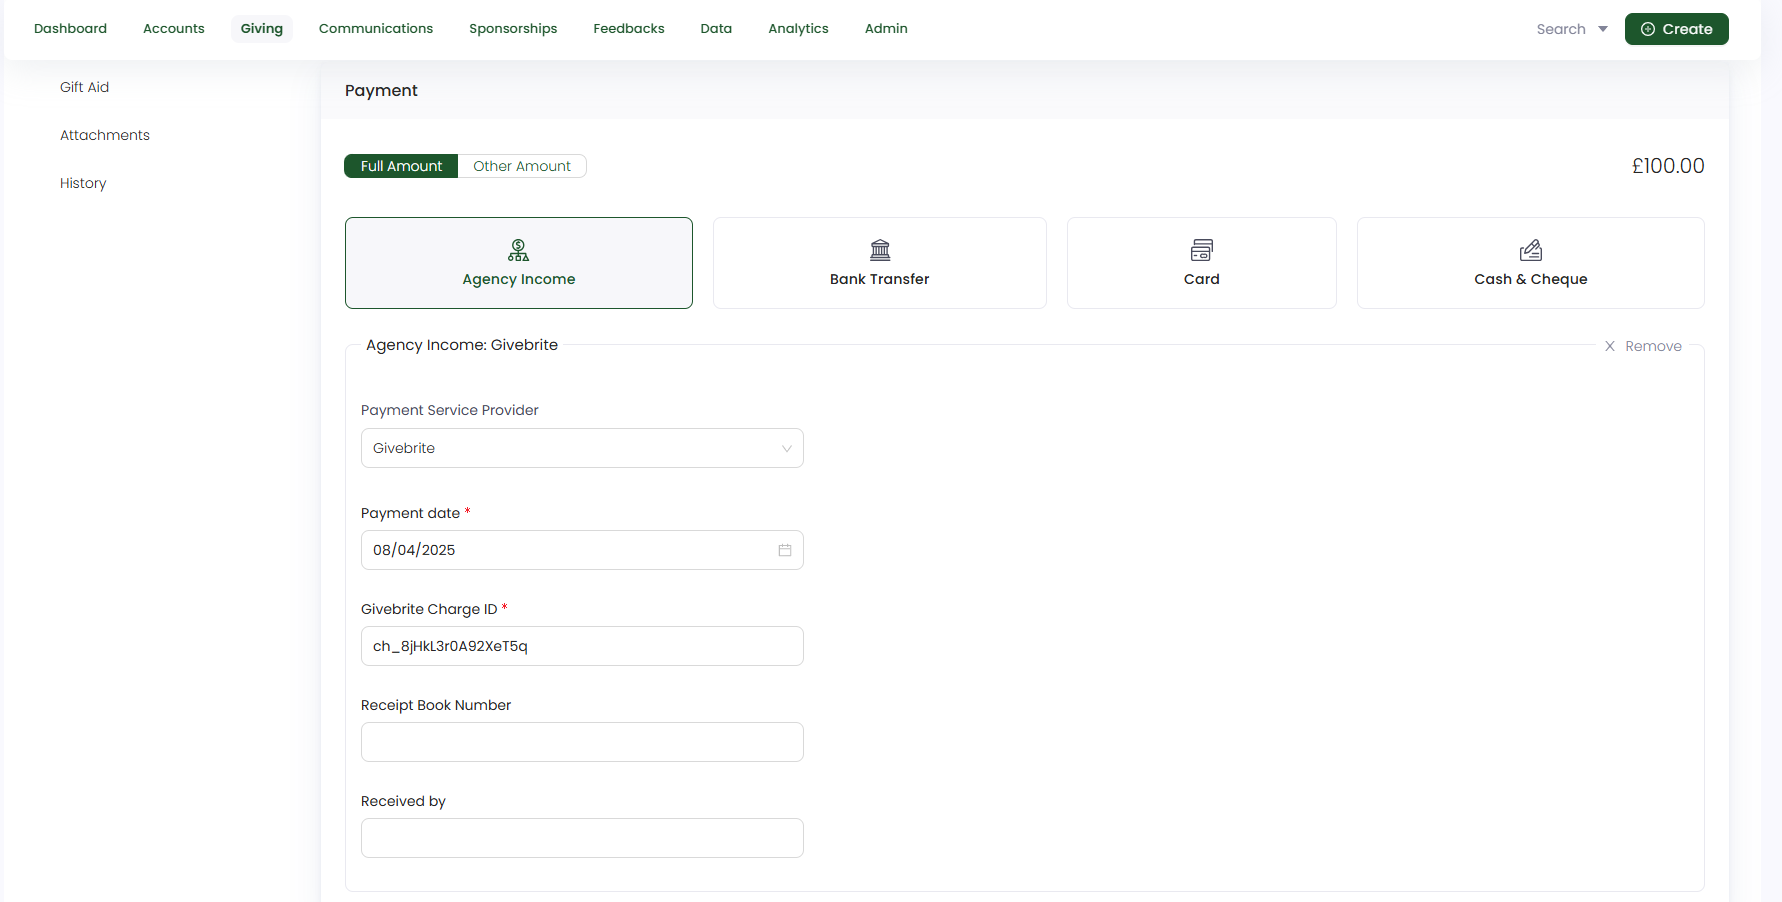 Dashboard Accounts Giving Communications Sponsorships Feedbacks Data Analytics Admin Search Create
Gift Aid
Attachments
History
Payment
Full Amount Other Amount £100.00
Agency Income Bank Transfer Card Cash & Cheque
Agency Income: Givebrite X Remove
Payment Service Provider
Givebrite
Payment date *
08/04/2025
Givebrite Charge ID *
ch_8jHkL3r0A92XeT5q
Receipt Book Number
Received by